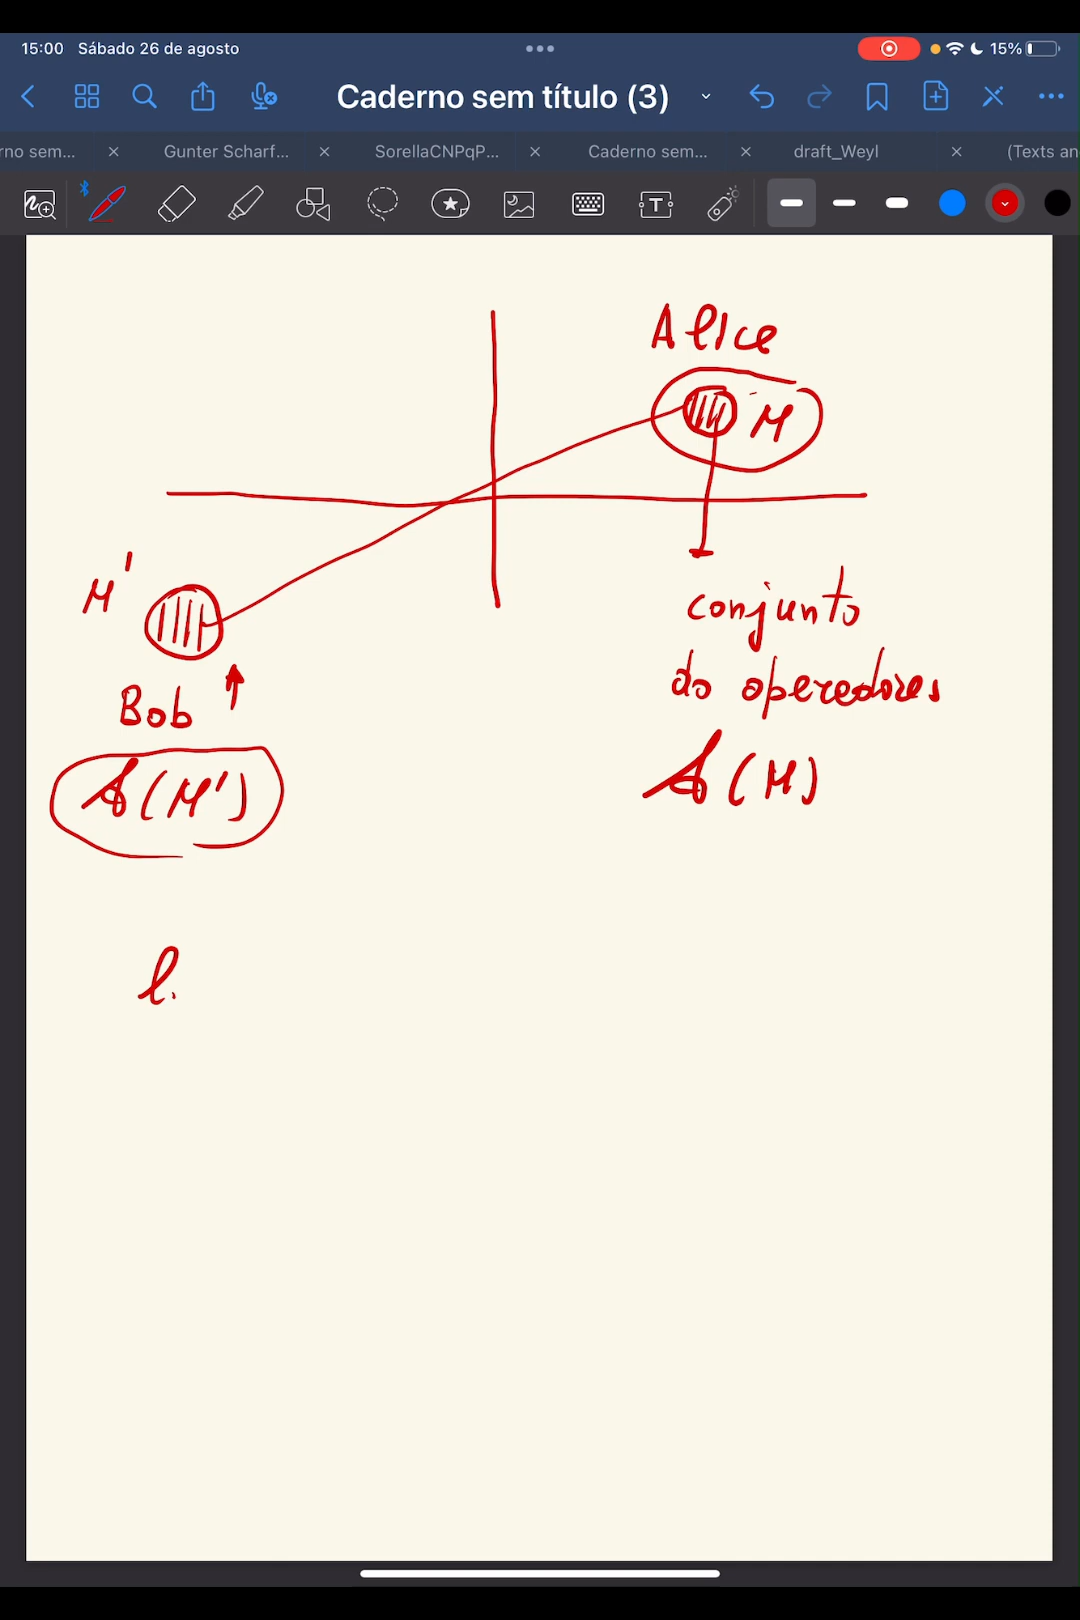 15:00 Sábado 26 de agosto
15%
Caderno sem título (3)
rno sem... × Gunter Scharf... × SorellaCNPqP... × Caderno sem... × draft_Weyl × (Texts an
T
Alice
M
M'
conjunto
do operedores
Bob
A(M')
A(M)
l.